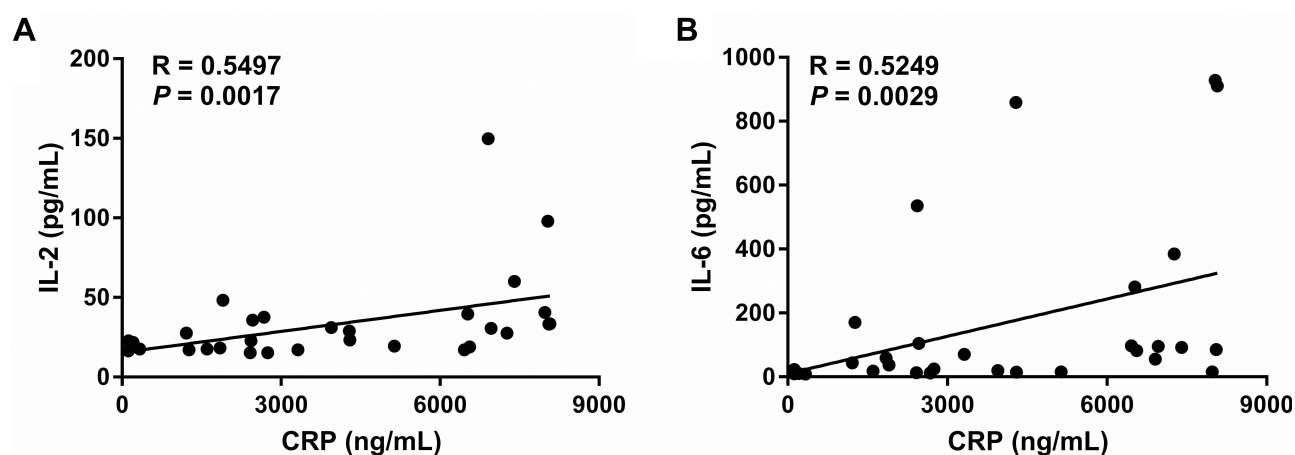 A
R = 0.5497
P = 0.0017
200
150
100
50
0
IL-2 (pg/mL)
0 3000 6000 9000
CRP (ng/mL)
B
R = 0.5249
P = 0.0029
1000
800
600
400
200
0
IL-6 (pg/mL)
0 3000 6000 9000
CRP (ng/mL)